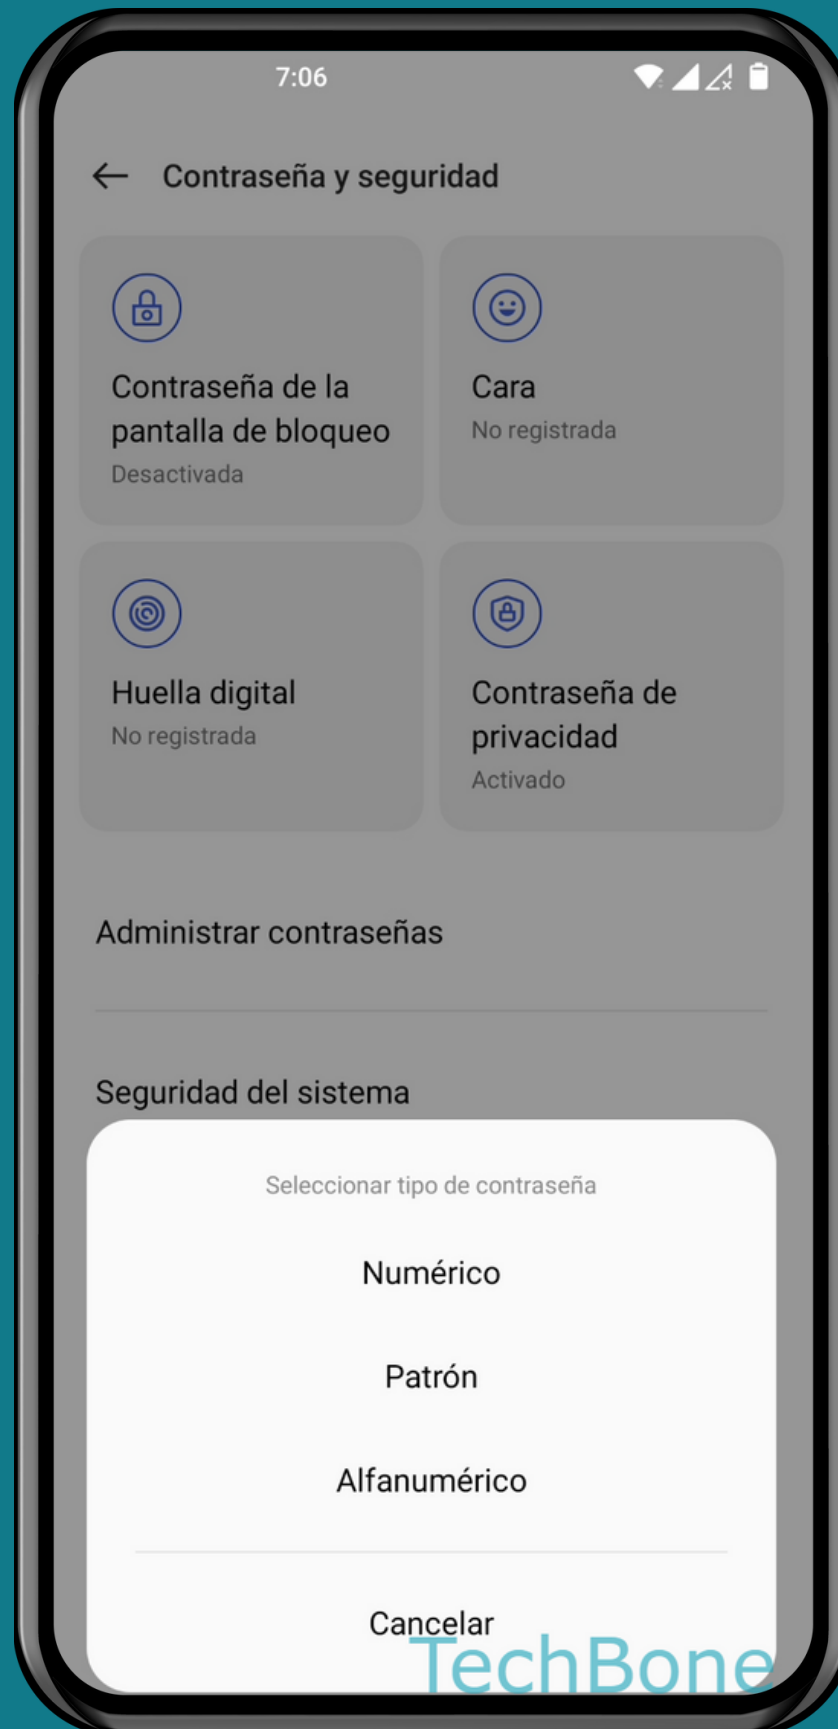 7:06
Contraseña y seguridad
Contraseña de la
pantalla de bloqueo
Desactivada
Cara
No registrada
Huella digital
No registrada
Contraseña de
privacidad
Activado
Administrar contraseñas
Seguridad del sistema
Seleccionar tipo de contraseña
Numérico
Patrón
Alfanumérico
Cancelar
TechBone